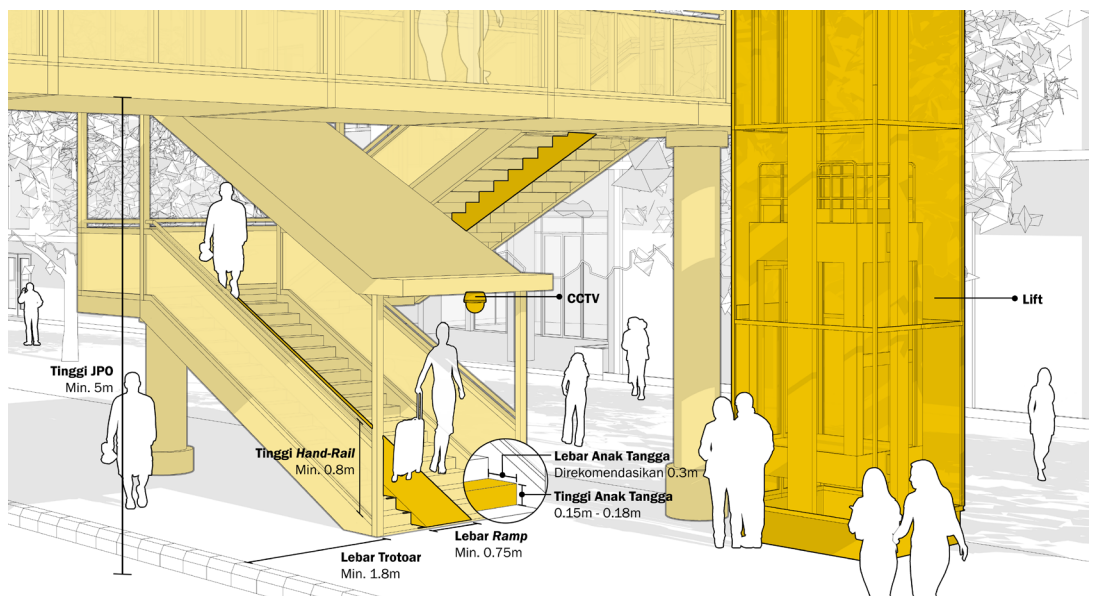 CCTV
Lift
Tinggi JPO
Min. 5m
Tinggi Hand-Rail
Min. 0.8m
Lebar Anak Tangga
Direkomendasikan 0.3m
Tinggi Anak Tangga
0.15m - 0.18m
Lebar Ramp
Min. 0.75m
Lebar Trotoar
Min. 1.8m